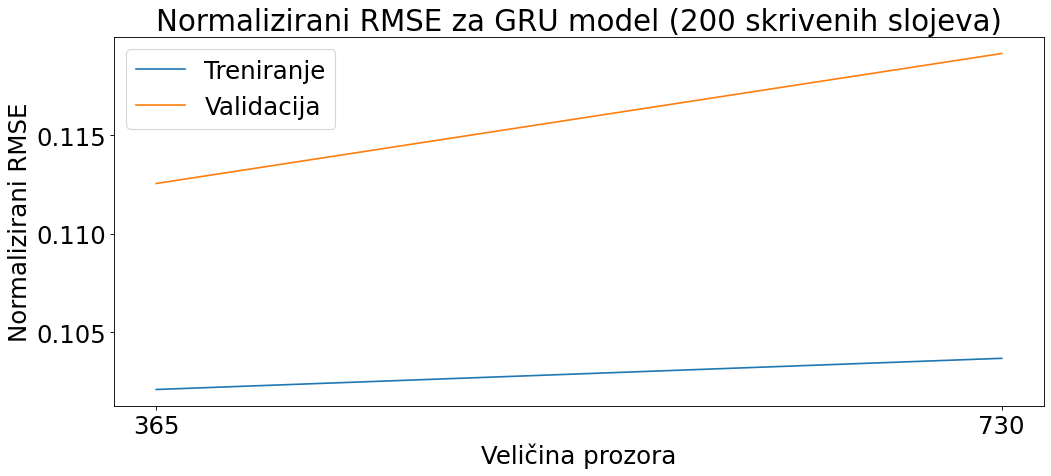 Normalizirani RMSE za GRU model (200 skrivenih slojeva)
Treniranje
Validacija
Normalizirani RMSE
0.115
0.110
0.105
365
730
Veličina prozora